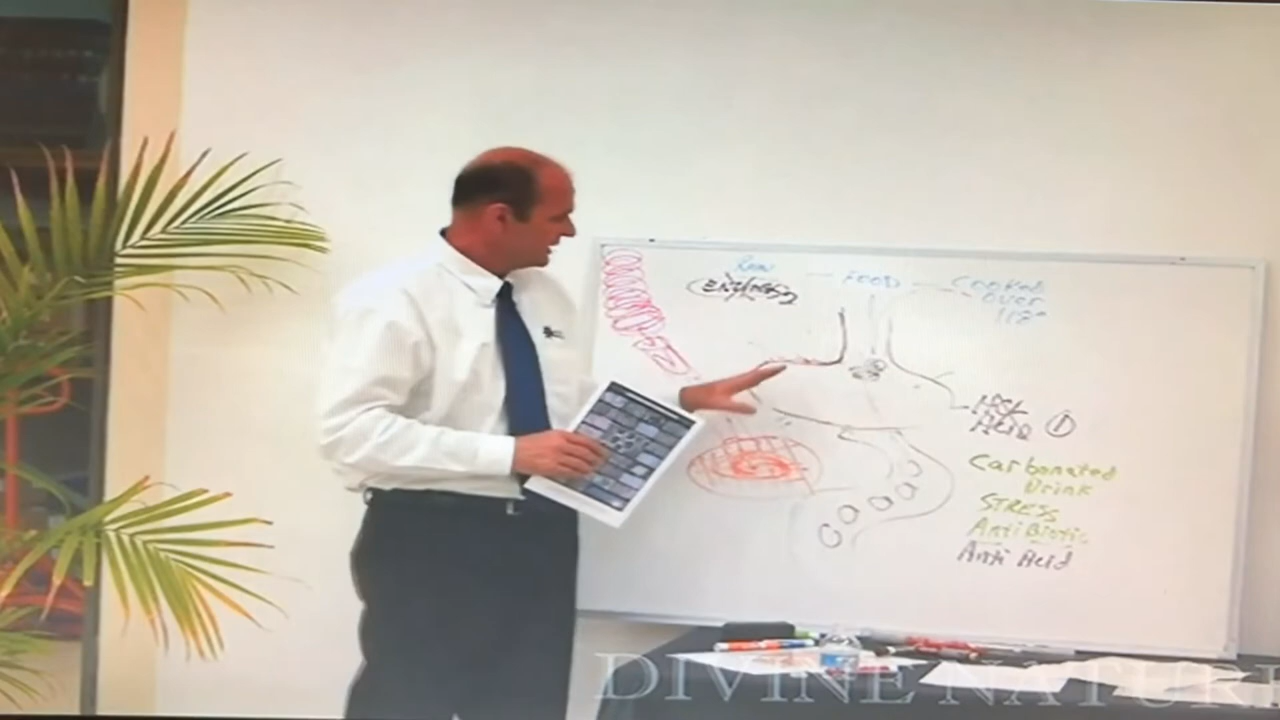 Raw — FOOD — Cooked
over
118°
HCL
Acid ①
Carbonated
Drink
STRESS
AntiBiotic
Anti Acid
DIVINE NATURE